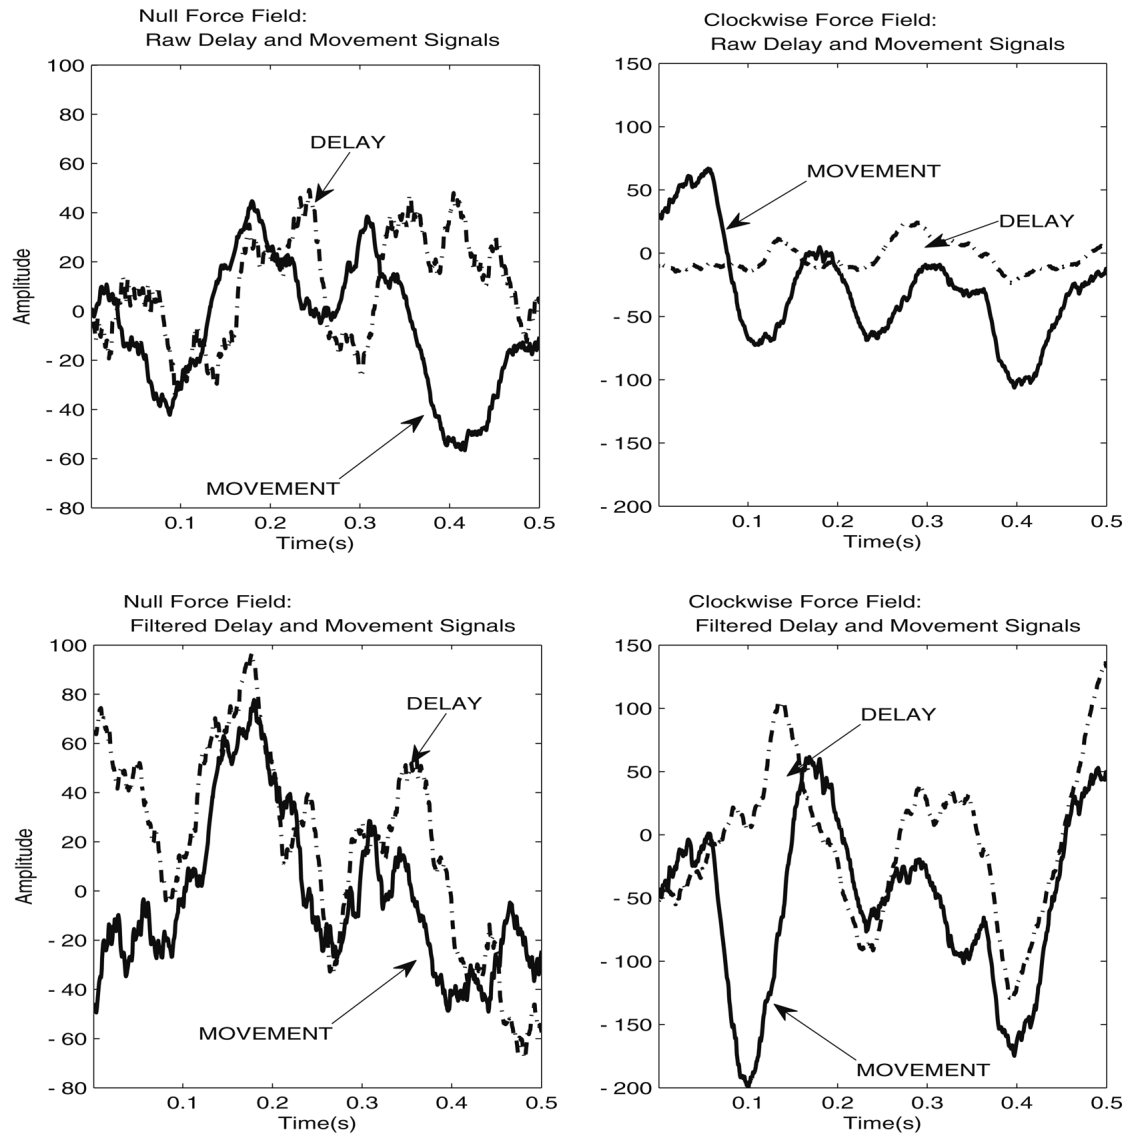 Null Force Field:
Raw Delay and Movement Signals
100
80
60
40
20
0
- 20
- 40
- 60
- 80
Amplitude
DELAY
MOVEMENT
0.1
0.2
0.3
0.4
0.5
Time(s)
Clockwise Force Field:
Raw Delay and Movement Signals
150
100
50
0
- 50
- 100
- 150
- 200
MOVEMENT
DELAY
0.1
0.2
0.3
0.4
0.5
Time(s)
Null Force Field:
Filtered Delay and Movement Signals
100
80
60
40
20
0
- 20
- 40
- 60
- 80
Amplitude
DELAY
MOVEMENT
0.1
0.2
0.3
0.4
0.5
Time(s)
Clockwise Force Field:
Filtered Delay and Movement Signals
150
100
50
0
- 50
- 100
- 150
- 200
DELAY
MOVEMENT
0.1
0.2
0.3
0.4
0.5
Time(s)